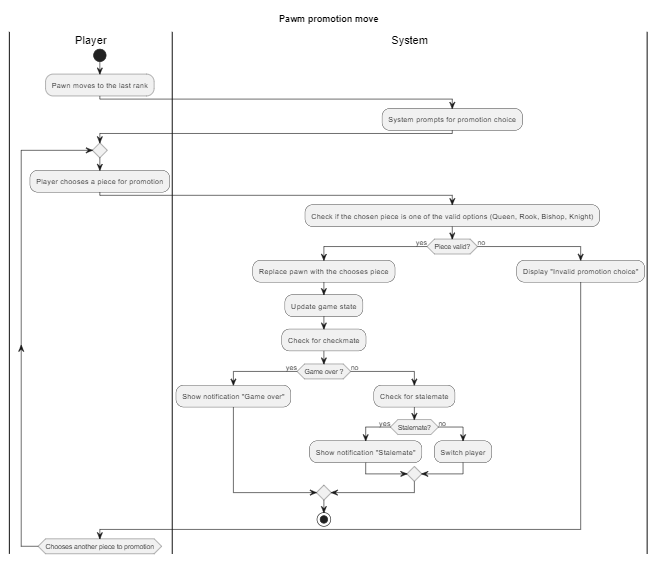 Pawm promotion move
Player
System
Pawn moves to the last rank
System prompts for promotion choice
Player chooses a piece for promotion
Check if the chosen piece is one of the valid options (Queen, Rook, Bishop, Knight)
yes
Piece valid?
no
Replace pawn with the chooses piece
Display "Invalid promotion choice"
Update game state
Check for checkmate
yes
Game over ?
no
Show notification "Game over"
Check for stalemate
yes
Stalemate?
no
Show notification "Stalemate"
Switch player
Chooses another piece to promotion